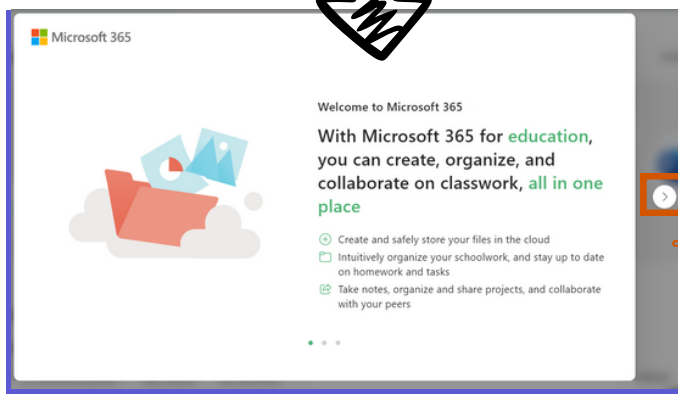 Microsoft 365
Welcome to Microsoft 365
With Microsoft 365 for education,
you can create, organize, and
collaborate on classwork, all in one
place
Create and safely store your files in the cloud
Intuitively organize your schoolwork, and stay up to date
on homework and tasks
Take notes, organize and share projects, and collaborate
with your peers